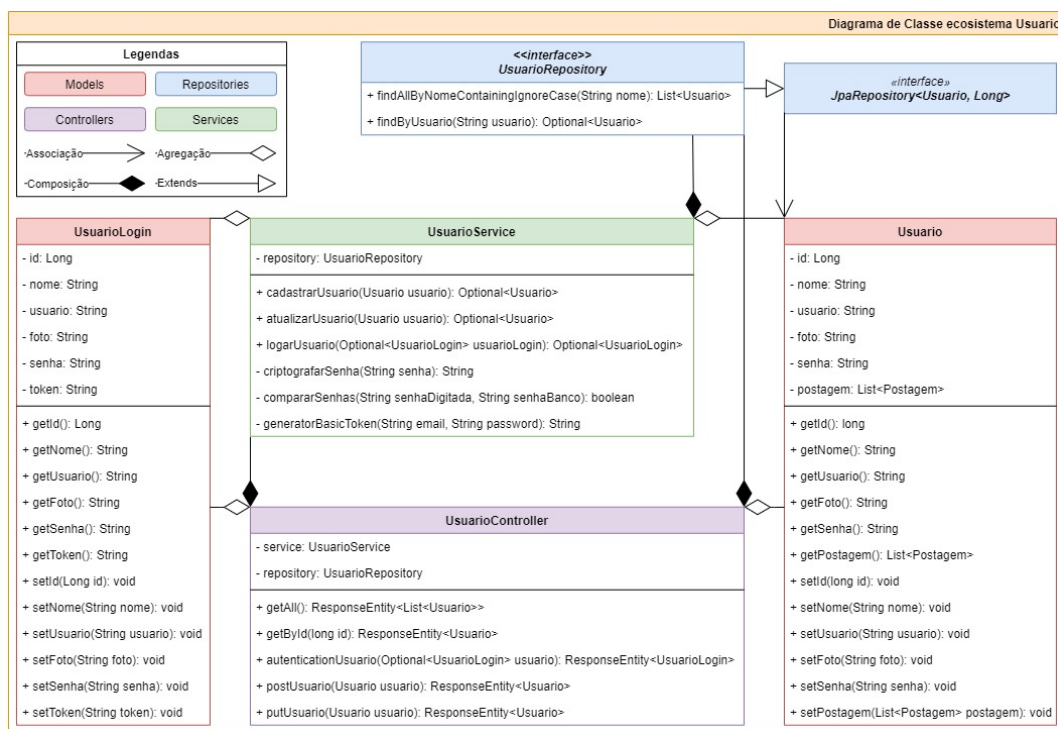 Diagrama de Classe ecosistema Usuario
Legendas
Models
Repositories
Controllers
Services
Associação
Agregação
Composição
Extends
<<interface>>
UsuarioRepository
+ findAllByNomeContainingIgnoreCase(String nome): List<Usuario>
+ findByUsuario(String usuario): Optional<Usuario>
«interface»
JpaRepository<Usuario, Long>
UsuarioLogin
- id: Long
- nome: String
- usuario: String
- foto: String
- senha: String
- token: String
+ getId(): Long
+ getNome(): String
+ getUsuario(): String
+ getFoto(): String
+ getSenha(): String
+ getToken(): String
+ setId(Long id): void
+ setNome(String nome): void
+ setUsuario(String usuario): void
+ setFoto(String foto): void
+ setSenha(String senha): void
+ setToken(String token): void
UsuarioService
- repository: UsuarioRepository
+ cadastrarUsuario(Usuario usuario): Optional<Usuario>
+ atualizarUsuario(Usuario usuario): Optional<Usuario>
+ logarUsuario(Optional<UsuarioLogin> usuarioLogin): Optional<UsuarioLogin>
- criptografarSenha(String senha): String
- compararSenhas(String senhaDigitada, String senhaBanco): boolean
- generatorBasicToken(String email, String password): String
UsuarioController
- service: UsuarioService
- repository: UsuarioRepository
+ getAll(): ResponseEntity<List<Usuario>>
+ getById(long id): ResponseEntity<Usuario>
+ autenticationUsuario(Optional<UsuarioLogin> usuario): ResponseEntity<UsuarioLogin>
+ postUsuario(Usuario usuario): ResponseEntity<Usuario>
+ putUsuario(Usuario usuario): ResponseEntity<Usuario>
Usuario
- id: Long
- nome: String
- usuario: String
- foto: String
- senha: String
- postagem: List<Postagem>
+ getId(): long
+ getNome(): String
+ getUsuario(): String
+ getFoto(): String
+ getSenha(): String
+ getPostagem(): List<Postagem>
+ setId(long id): void
+ setNome(String nome): void
+ setUsuario(String usuario): void
+ setFoto(String foto): void
+ setSenha(String senha): void
+ setPostagem(List<Postagem> postagem): void